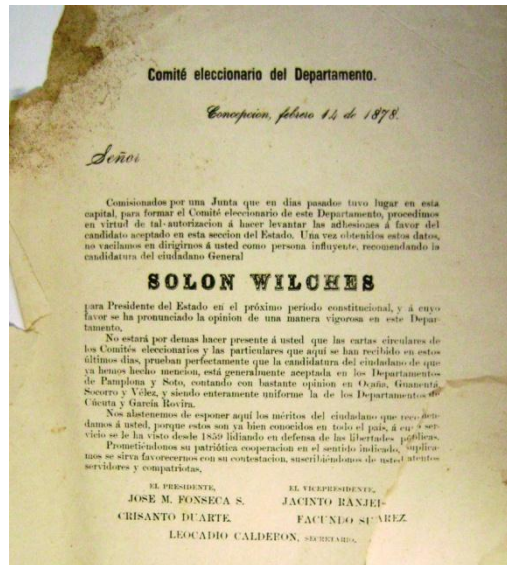 Comité eleccionario del Departamento.
Concepcion, febrero 14 de 1878.
Señor
Comisionados por una Junta que en dias pasados tuvo lugar en esta
capital, para formar el Comité eleccionario de este Departamento, procedimos
en virtud de tal autorizacion á hacer levantar las adhesiones á favor del
candidato aceptado en esta seccion del Estado. Una vez obtenidos estos datos,
no vacilamos en dirigirnos á usted como persona influyente, recomendando la
candidatura del ciudadano General
SOLON WILCHES
para Presidente del Estado en el próximo período constitucional, y á cuyo
favor se ha pronunciado la opinion de una manera vigorosa en este Depar-
tamento.
No estará por demas hacer presente á usted que las cartas circulares de
los Comités eleccionarios y las particulares que aquí se han recibido en estos
últimos dias, prueban perfectamente que la candidatura del ciudadano de que
ya hemos hecho mencion, está generalmente aceptada en los Departamentos
de Pamplona y Soto, contando con bastante opinion en Ocaña, Guanentá,
Socorro y Vélez, y siendo enteramente uniforme la de los Departamentos de
Cúcuta y García Rovira.
Nos abstenemos de esponer aquí los méritos del ciudadano que recomen-
damos á usted, porque estos son ya bien conocidos en todo el pais, á cuyo ser-
vicio se le ha visto desde 1859 lidiando en defensa de las libertades públicas.
Prometiéndonos su patriótica cooperacion en el sentido indicado, suplica-
mos se sirva favorecernos con su contestacion, suscribiéndonos de usted atentos
servidores y compatriotas,
EL PRESIDENTE, EL VICEPRESIDENTE,
JOSE M. FONSECA S. JACINTO RANJEL
CRISANTO DUARTE. FACUNDO SUAREZ
LEOCADIO CALDERON, SECRETARIO.